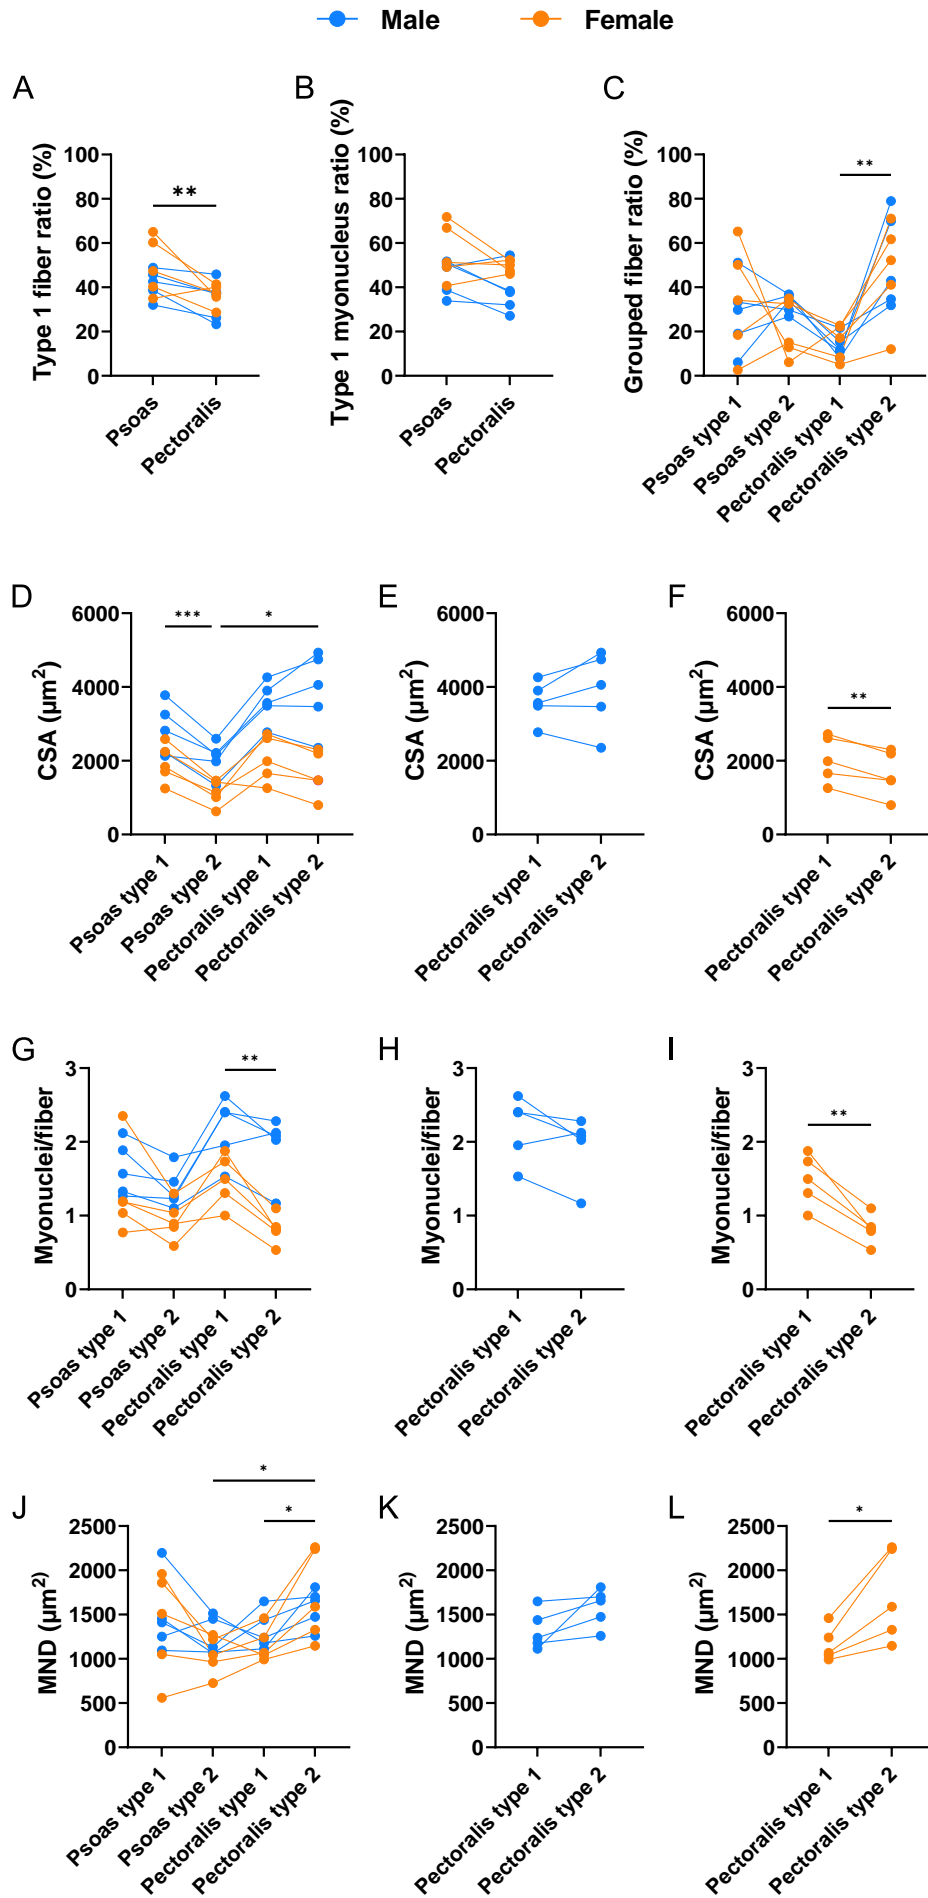 Male Female
A B C
Type 1 fiber ratio (%)
100
80
60
40
20
0
**
Psoas
Pectoralis
Type 1 myonucleus ratio (%)
100
80
60
40
20
0
Psoas
Pectoralis
Grouped fiber ratio (%)
100
80
60
40
20
0
**
Psoas type 1
Psoas type 2
Pectoralis type 1
Pectoralis type 2
D E F
CSA (µm²)
6000
4000
2000
0
***
*
Psoas type 1
Psoas type 2
Pectoralis type 1
Pectoralis type 2
CSA (µm²)
6000
4000
2000
0
Pectoralis type 1
Pectoralis type 2
CSA (µm²)
6000
4000
2000
0
**
Pectoralis type 1
Pectoralis type 2
G H I
Myonuclei/fiber
3
2
1
0
**
Psoas type 1
Psoas type 2
Pectoralis type 1
Pectoralis type 2
Myonuclei/fiber
3
2
1
0
Pectoralis type 1
Pectoralis type 2
Myonuclei/fiber
3
2
1
0
**
Pectoralis type 1
Pectoralis type 2
J K L
MND (µm²)
2500
2000
1500
1000
500
0
*
*
Psoas type 1
Psoas type 2
Pectoralis type 1
Pectoralis type 2
MND (µm²)
2500
2000
1500
1000
500
0
Pectoralis type 1
Pectoralis type 2
MND (µm²)
2500
2000
1500
1000
500
0
*
Pectoralis type 1
Pectoralis type 2